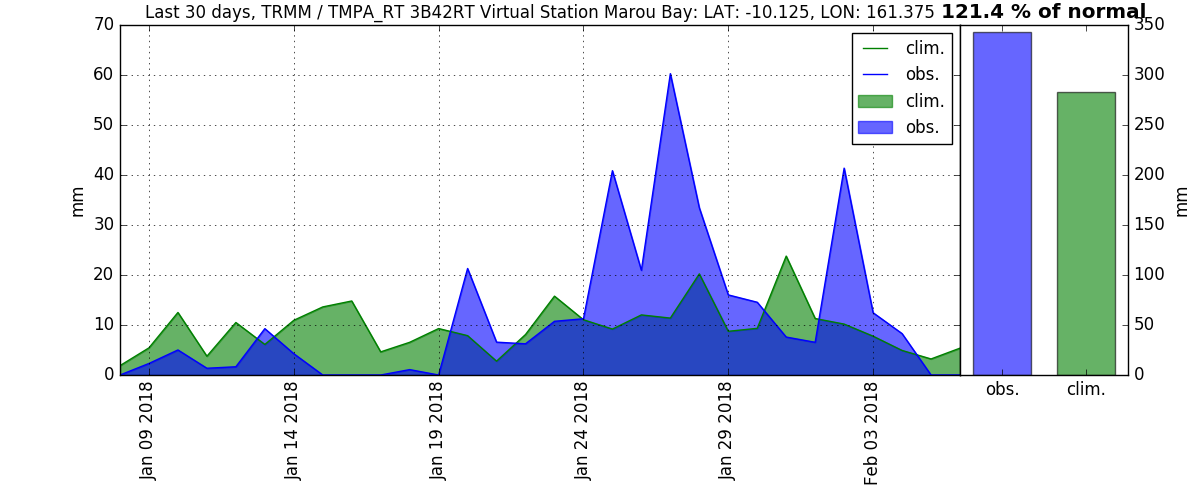 Last 30 days, TRMM / TMPA_RT 3B42RT Virtual Station Marou Bay: LAT: -10.125, LON: 161.375 121.4 % of normal
70
60
50
40
30
20
10
0
mm
clim.
obs.
clim.
obs.
Jan 09 2018
Jan 14 2018
Jan 19 2018
Jan 24 2018
Jan 29 2018
Feb 03 2018
350
300
250
200
150
100
50
0
mm
obs.
clim.